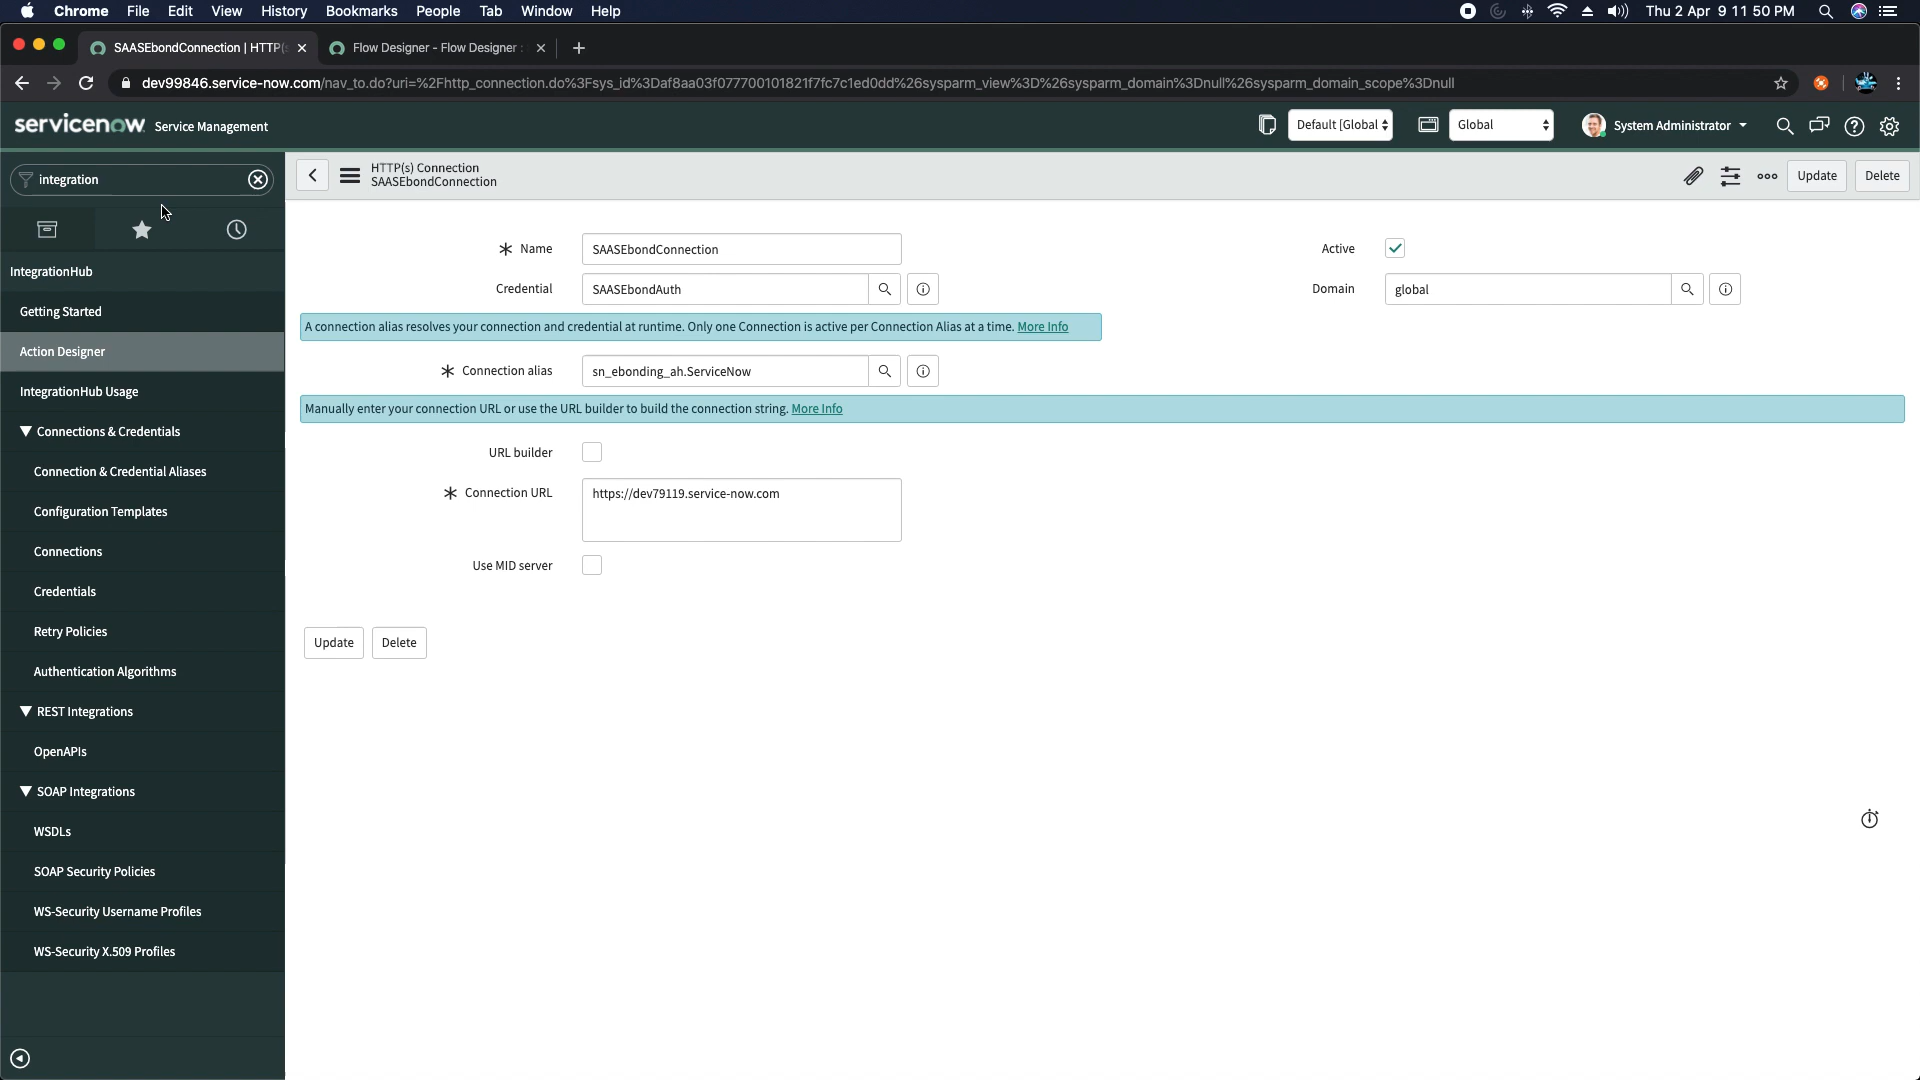 Chrome File Edit View History Bookmarks People Tab Window Help Thu 2 Apr 9 11 50 PM
SAASEbondConnection | HTTP(s Flow Designer - Flow Designer :
dev99846.service-now.com/nav_to.do?uri=%2Fhttp_connection.do%3Fsys_id%3Daf8aa03f077700101821f7fc7c1ed0dd%26sysparm_view%3D%26sysparm_domain%3Dnull%26sysparm_domain_scope%3Dnull
servicenow Service Management Default [Global Global System Administrator
integration
HTTP(s) Connection
SAASEbondConnection
Update Delete
IntegrationHub
Getting Started
Action Designer
IntegrationHub Usage
Connections & Credentials
Connection & Credential Aliases
Configuration Templates
Connections
Credentials
Retry Policies
Authentication Algorithms
REST Integrations
OpenAPIs
SOAP Integrations
WSDLs
SOAP Security Policies
WS-Security Username Profiles
WS-Security X.509 Profiles
Name SAASEbondConnection Active
Credential SAASEbondAuth Domain global
A connection alias resolves your connection and credential at runtime. Only one Connection is active per Connection Alias at a time. More Info
Connection alias sn_ebonding_ah.ServiceNow
Manually enter your connection URL or use the URL builder to build the connection string. More Info
URL builder
Connection URL https://dev79119.service-now.com
Use MID server
Update Delete